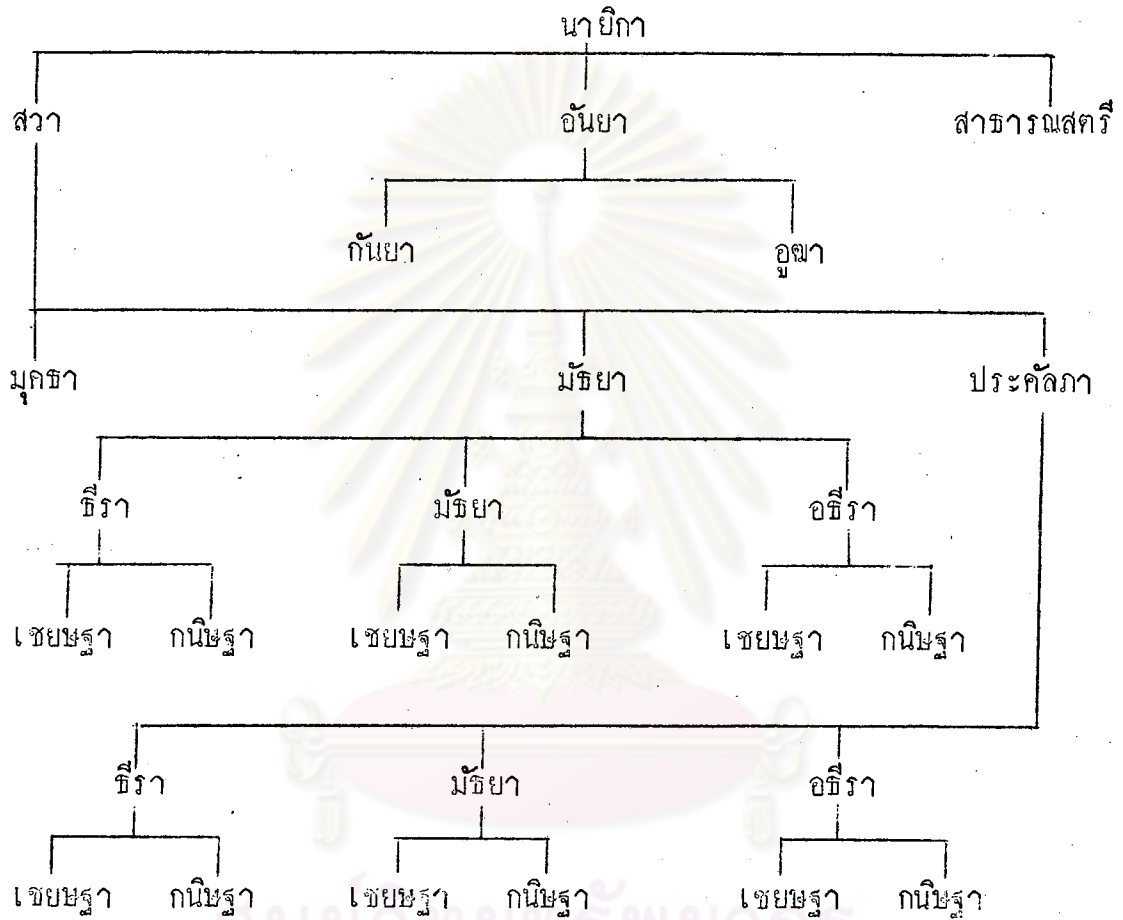 นายิกา
สวา อันยา สาธารณสตรี
กันยา อูฒา
มุคธา มัธยา ประคัลภา
ธีรา มัธยา อธีรา
เชยษฐา กนิษฐา เชยษฐา กนิษฐา เชยษฐา กนิษฐา
ธีรา มัธยา อธีรา
เชยษฐา กนิษฐา เชยษฐา กนิษฐา เชยษฐา กนิษฐา